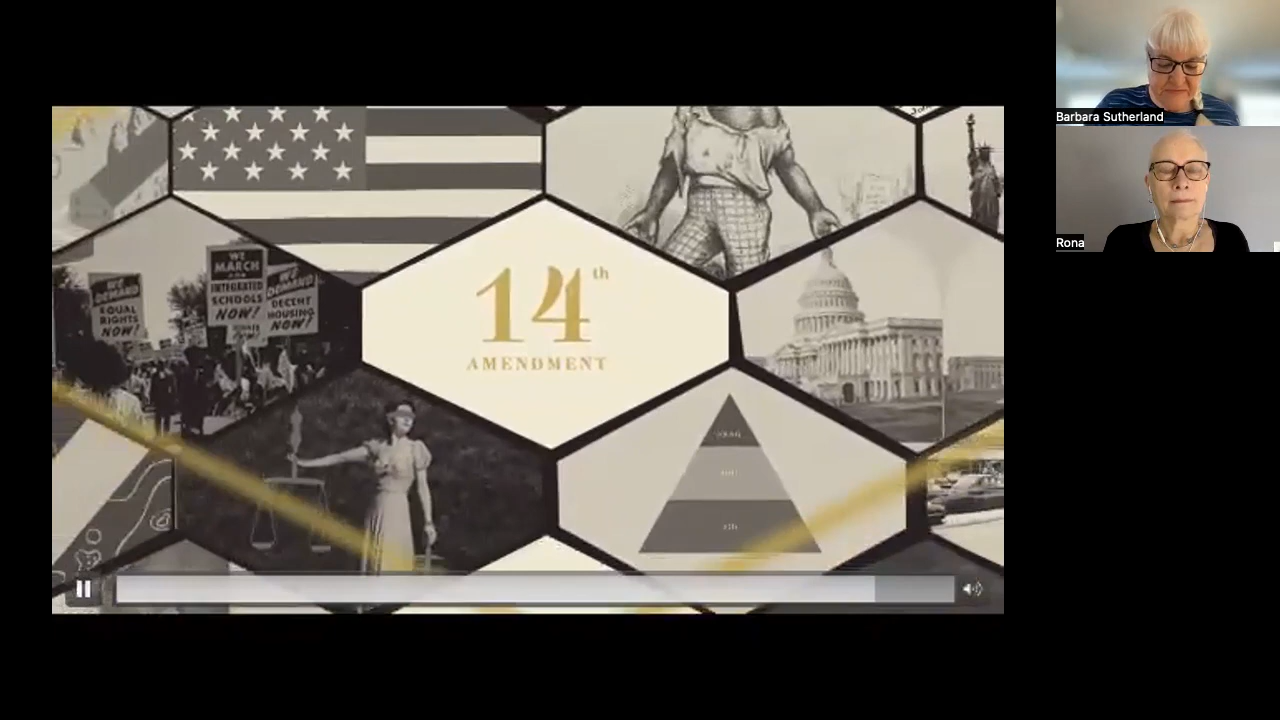 WE DEMAND
EQUAL
RIGHTS
NOW!
WE
MARCH
FOR
INTEGRATED
SCHOOLS
NOW!
WE
DEMAND
DECENT
HOUSING
NOW!
14th
AMENDMENT
Barbara Sutherland
Rona